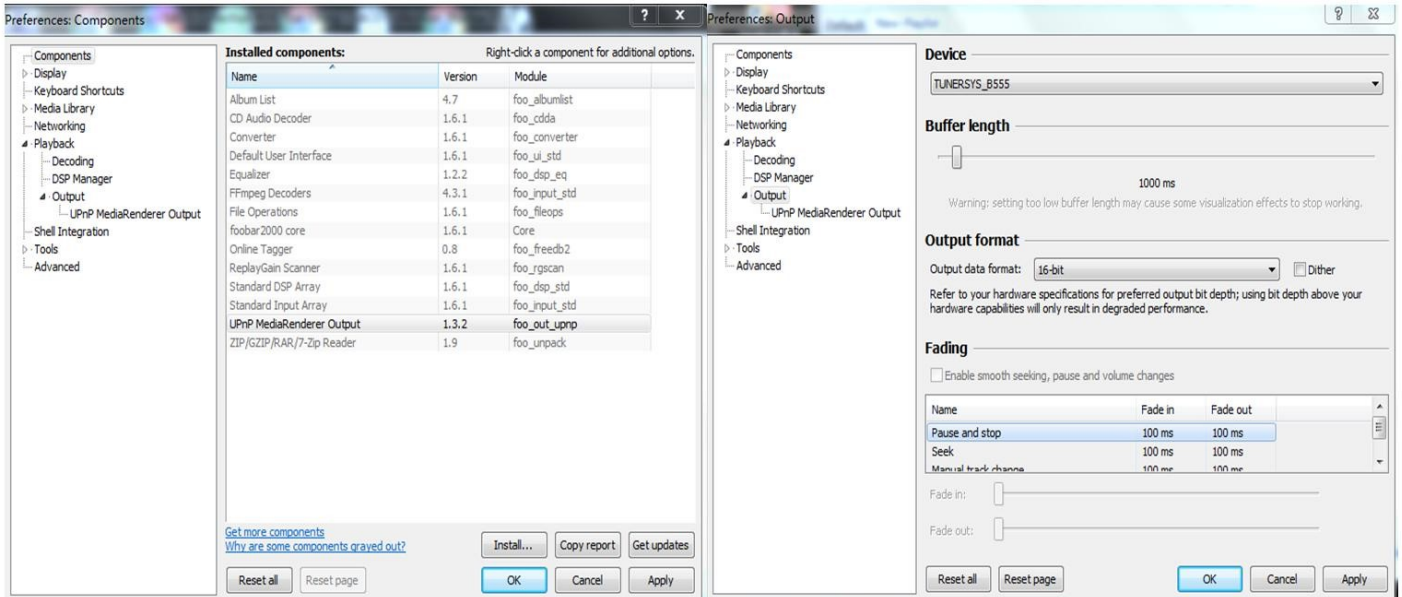 Preferences: Components
? x
Components
Display
Keyboard Shortcuts
Media Library
Networking
Playback
Decoding
DSP Manager
Output
UPnP MediaRenderer Output
Shell Integration
Tools
Advanced
Installed components: Right-click a component for additional options.
Name Version Module
Album List 4.7 foo_albumlist
CD Audio Decoder 1.6.1 foo_cdda
Converter 1.6.1 foo_converter
Default User Interface 1.6.1 foo_ui_std
Equalizer 1.2.2 foo_dsp_eq
FFmpeg Decoders 4.3.1 foo_input_std
File Operations 1.6.1 foo_fileops
foobar2000 core 1.6.1 Core
Online Tagger 0.8 foo_freedb2
ReplayGain Scanner 1.6.1 foo_rgscan
Standard DSP Array 1.6.1 foo_dsp_std
Standard Input Array 1.6.1 foo_input_std
UPnP MediaRenderer Output 1.3.2 foo_out_upnp
ZIP/GZIP/RAR/7-Zip Reader 1.9 foo_unpack
Get more components
Why are some components grayed out?
Install... Copy report Get updates
Reset all Reset page OK Cancel Apply
Preferences: Output
Default New Playlist
?
Components
Display
Keyboard Shortcuts
Media Library
Networking
Playback
Decoding
DSP Manager
Output
UPnP MediaRenderer Output
Shell Integration
Tools
Advanced
Device
TUNERSYS_B555
Buffer length
1000 ms
Warning: setting too low buffer length may cause some visualization effects to stop working.
Output format
Output data format: 16-bit Dither
Refer to your hardware specifications for preferred output bit depth; using bit depth above your
hardware capabilities will only result in degraded performance.
Fading
Enable smooth seeking, pause and volume changes
Name Fade in Fade out
Pause and stop 100 ms 100 ms
Seek 100 ms 100 ms
Manual track change 100 ms 100 ms
Fade in:
Fade out:
Reset all Reset page OK Cancel Apply